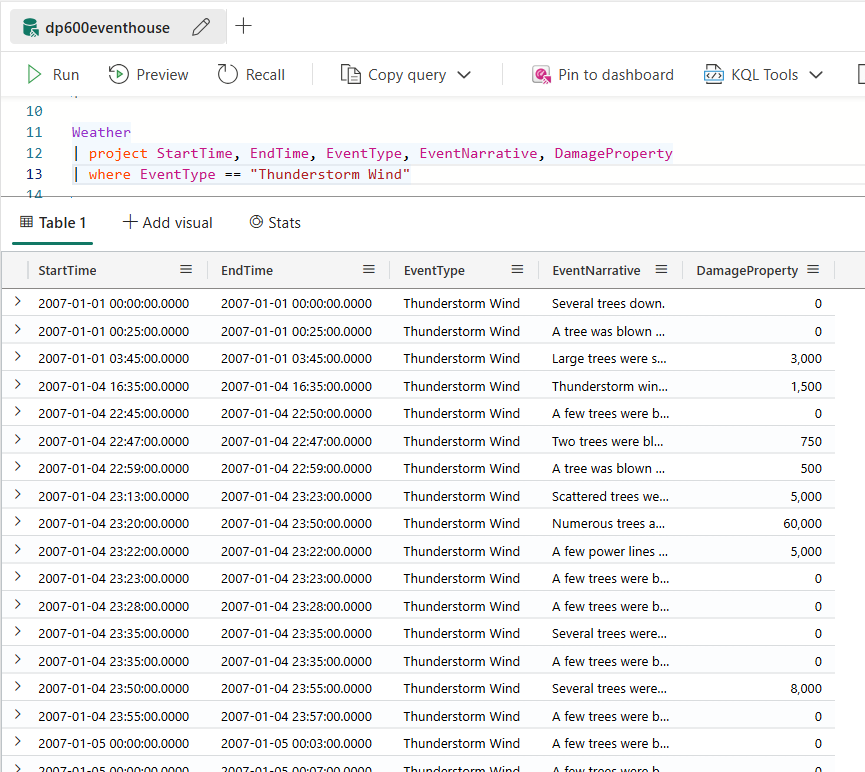 dp600eventhouse
Run Preview Recall Copy query Pin to dashboard KQL Tools
10
11 Weather
12 | project StartTime, EndTime, EventType, EventNarrative, DamageProperty
13 | where EventType == "Thunderstorm Wind"
14
Table 1 Add visual Stats
StartTime EndTime EventType EventNarrative DamageProperty
2007-01-01 00:00:00.0000 2007-01-01 00:00:00.0000 Thunderstorm Wind Several trees down. 0
2007-01-01 00:25:00.0000 2007-01-01 00:25:00.0000 Thunderstorm Wind A tree was blown ... 0
2007-01-01 03:45:00.0000 2007-01-01 03:45:00.0000 Thunderstorm Wind Large trees were s... 3,000
2007-01-04 16:35:00.0000 2007-01-04 16:35:00.0000 Thunderstorm Wind Thunderstorm win... 1,500
2007-01-04 22:45:00.0000 2007-01-04 22:50:00.0000 Thunderstorm Wind A few trees were b... 0
2007-01-04 22:47:00.0000 2007-01-04 22:47:00.0000 Thunderstorm Wind Two trees were bl... 750
2007-01-04 22:59:00.0000 2007-01-04 22:59:00.0000 Thunderstorm Wind A tree was blown ... 500
2007-01-04 23:13:00.0000 2007-01-04 23:23:00.0000 Thunderstorm Wind Scattered trees we... 5,000
2007-01-04 23:20:00.0000 2007-01-04 23:50:00.0000 Thunderstorm Wind Numerous trees a... 60,000
2007-01-04 23:22:00.0000 2007-01-04 23:22:00.0000 Thunderstorm Wind A few power lines ... 5,000
2007-01-04 23:23:00.0000 2007-01-04 23:23:00.0000 Thunderstorm Wind A few trees were b... 0
2007-01-04 23:28:00.0000 2007-01-04 23:28:00.0000 Thunderstorm Wind A few trees were b... 0
2007-01-04 23:35:00.0000 2007-01-04 23:35:00.0000 Thunderstorm Wind Several trees were... 0
2007-01-04 23:35:00.0000 2007-01-04 23:35:00.0000 Thunderstorm Wind A few trees were b... 0
2007-01-04 23:50:00.0000 2007-01-04 23:55:00.0000 Thunderstorm Wind Several trees were... 8,000
2007-01-04 23:55:00.0000 2007-01-04 23:57:00.0000 Thunderstorm Wind A few trees were b... 0
2007-01-05 00:00:00.0000 2007-01-05 00:03:00.0000 Thunderstorm Wind A few trees were b... 0
2007-01-05 00:00:00.0000 2007-01-05 00:07:00.0000 Thunderstorm Wind A few trees were b... 0